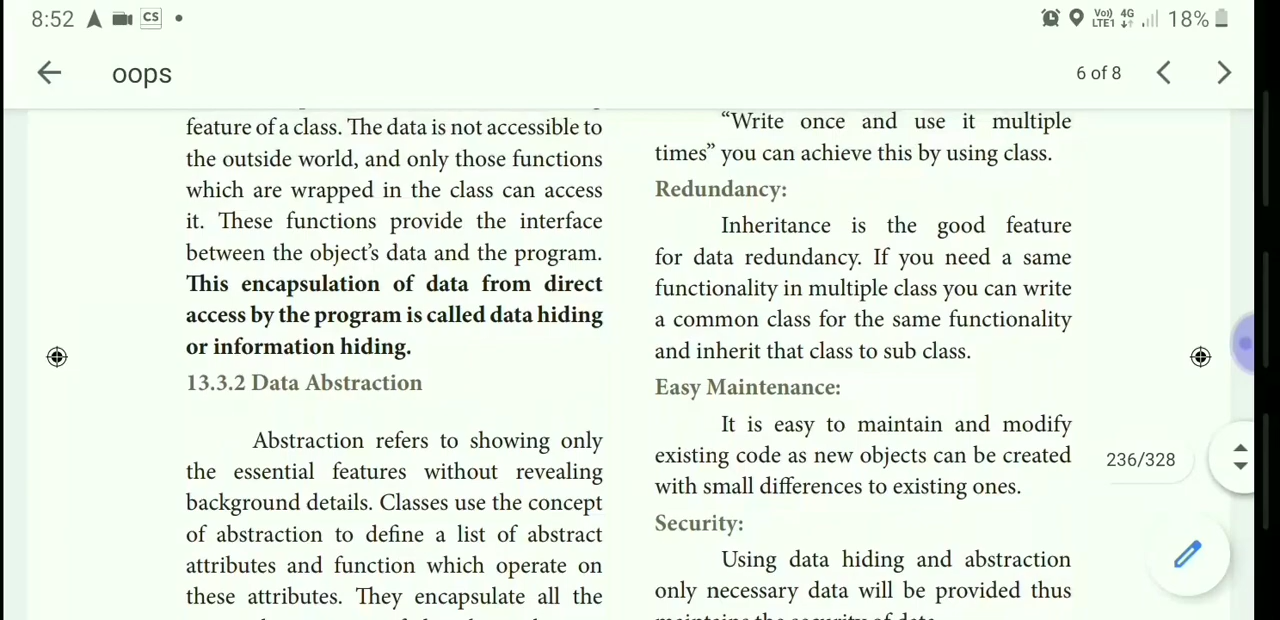 8:52 CS
Vo)) LTE1 4G 18%
oops
6 of 8
feature of a class. The data is not accessible to
the outside world, and only those functions
which are wrapped in the class can access
it. These functions provide the interface
between the object’s data and the program.
This encapsulation of data from direct
access by the program is called data hiding
or information hiding.
13.3.2 Data Abstraction
Abstraction refers to showing only
the essential features without revealing
background details. Classes use the concept
of abstraction to define a list of abstract
attributes and function which operate on
these attributes. They encapsulate all the
“Write once and use it multiple
times” you can achieve this by using class.
Redundancy:
Inheritance is the good feature
for data redundancy. If you need a same
functionality in multiple class you can write
a common class for the same functionality
and inherit that class to sub class.
Easy Maintenance:
It is easy to maintain and modify
existing code as new objects can be created
with small differences to existing ones.
Security:
Using data hiding and abstraction
only necessary data will be provided thus
maintains the security of data.
236/328